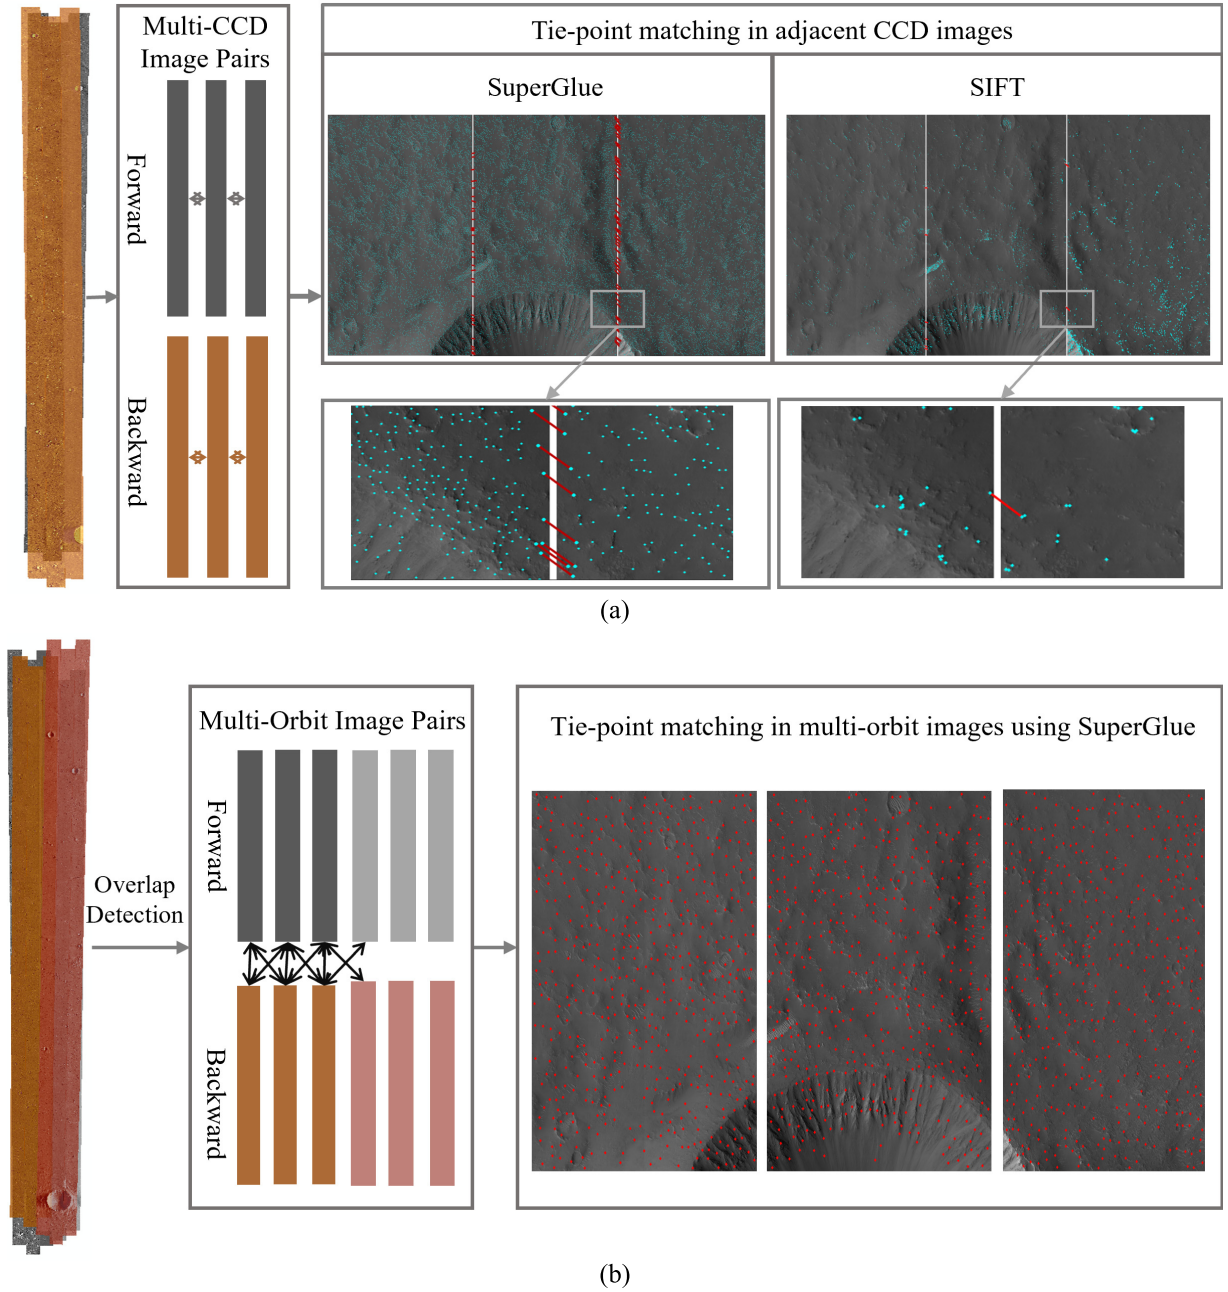 Multi-CCD
Image Pairs
Forward
Backward
Tie-point matching in adjacent CCD images
SuperGlue
SIFT
(a)
Overlap
Detection
Multi-Orbit Image Pairs
Forward
Backward
Tie-point matching in multi-orbit images using SuperGlue
(b)